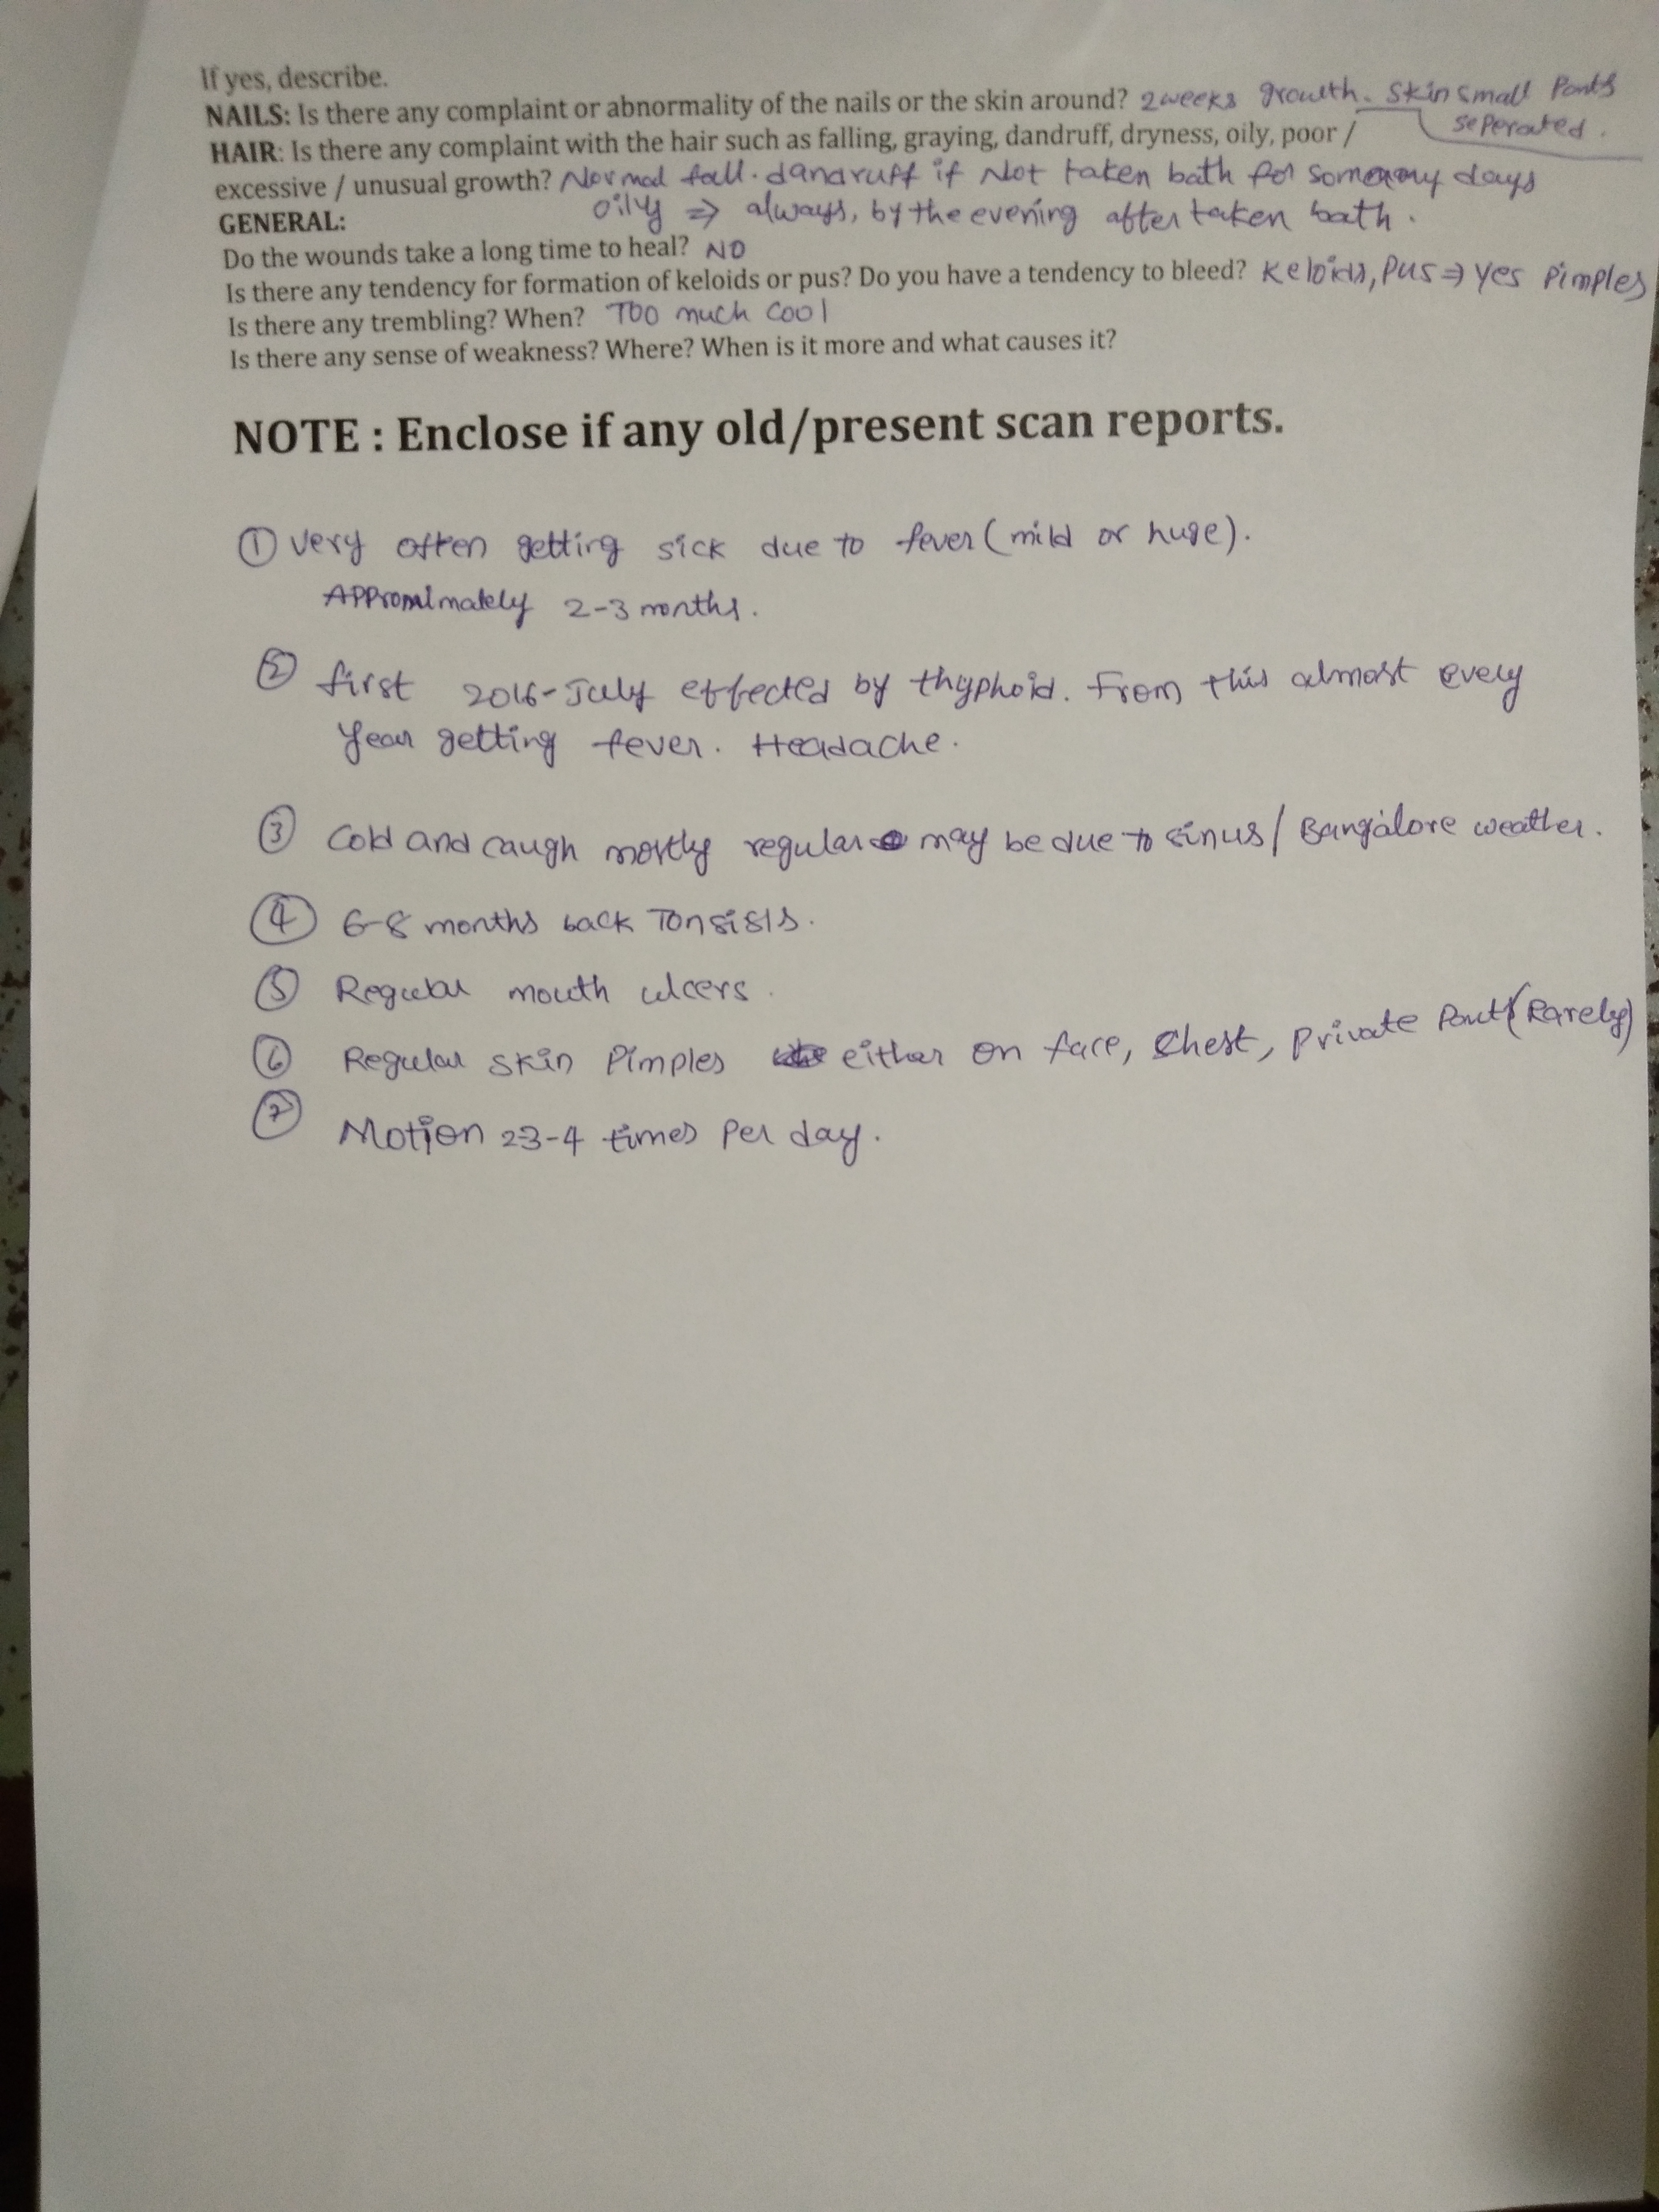 If yes, describe.
NAILS: Is there any complaint or abnormality of the nails or the skin around? 2weeks growth. Skin small Parts
seperated.
HAIR: Is there any complaint with the hair such as falling, graying, dandruff, dryness, oily, poor /
excessive / unusual growth? Normal fall. dandruff if Not taken bath for days
oily ⇒ always, by the evening after taken bath.
GENERAL:
Do the wounds take a long time to heal? NO
Is there any tendency for formation of keloids or pus? Do you have a tendency to bleed? Keloids, Pus ⇒ Yes Pimples
Is there any trembling? When? Too much Cool
Is there any sense of weakness? Where? When is it more and what causes it?
NOTE : Enclose if any old/present scan reports.
① Very often getting sick due to fever (mild or huge).
2-3 months.
② first 2016-July effected by thyphoid. From this almost every
Year getting fever. Headache.
③ Cold and caugh mostly regular may be due to sinus / Bangalore weather.
④ 6-8 months back Tonsisls.
⑤ Regular mouth ulcers.
⑥ Regular skin Pimples either on face, Chest, Private Part (Rarely)
⑦ Motion 23-4 times Per day.